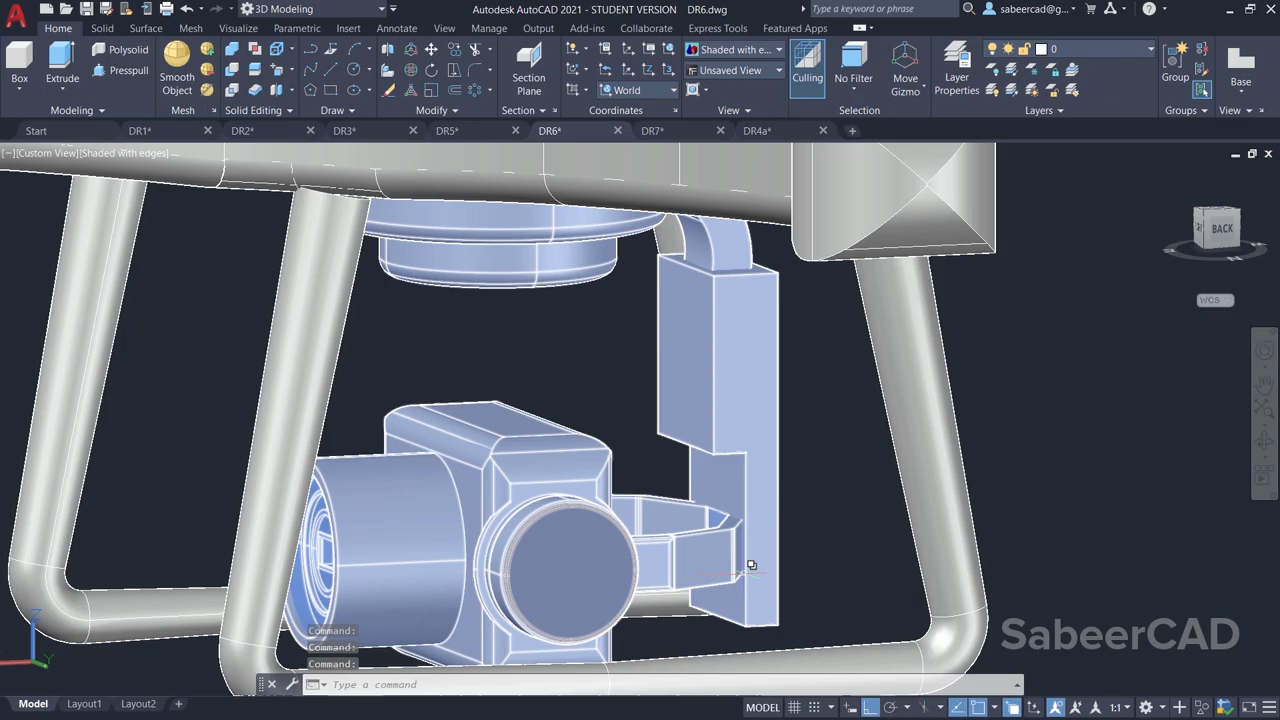 3D Modeling
Autodesk AutoCAD 2021 - STUDENT VERSION DR6.dwg
Type a keyword or phrase
sabeercad@g...
Home Solid Surface Mesh Visualize Parametric Insert Annotate View Manage Output Add-ins Collaborate Express Tools Featured Apps
Box
Extrude
Polysolid
Presspull
Smooth
Object
Section
Plane
World
Shaded with e...
Unsaved View
Culling
No Filter
Move
Gizmo
Layer
Properties
0
Group
Base
Modeling Mesh Solid Editing Draw Modify Section Coordinates View Selection Layers Groups View
Start DR1* DR2* DR3* DR5* DR6* DR7* DR4a*
[−][Custom View][Shaded with edges]
BACK
WCS
Z
Y
Command:
Command:
Command:
Type a command
SabeerCAD
Model Layout1 Layout2
MODEL
1:1